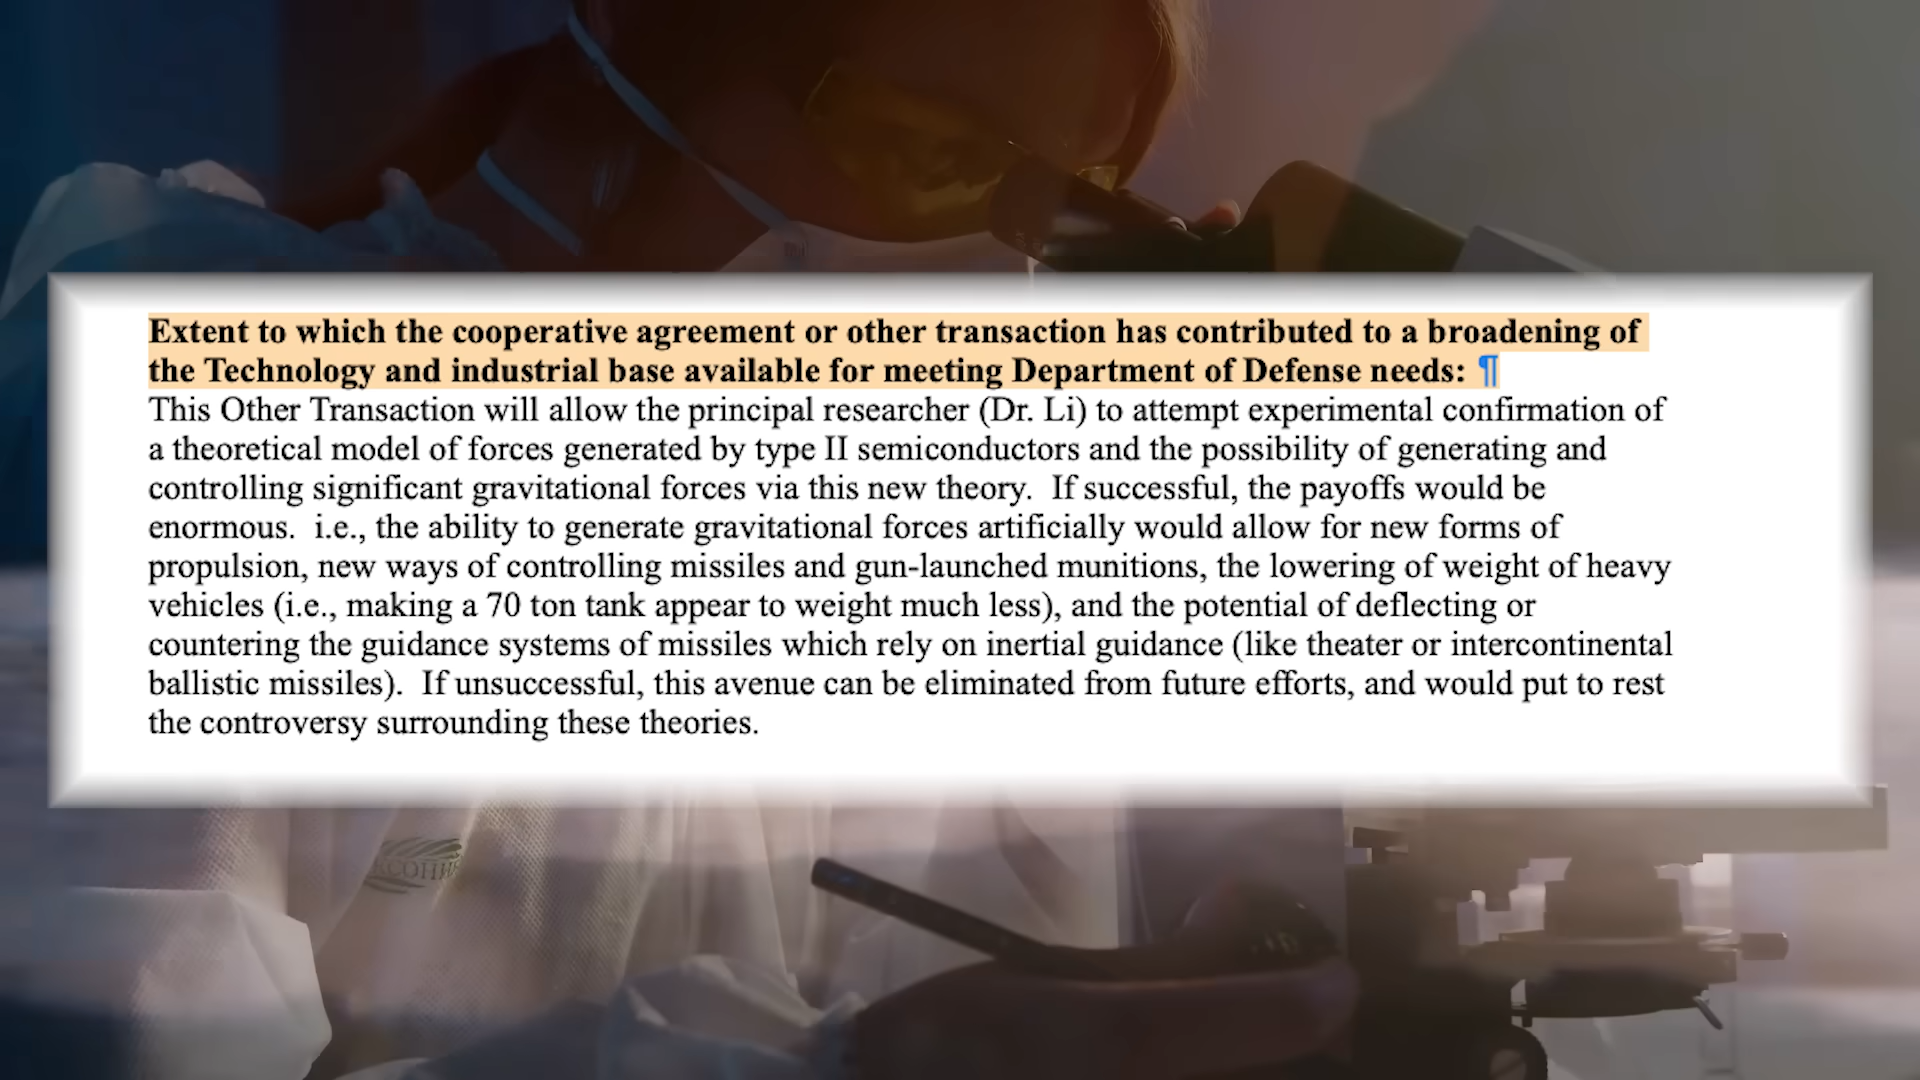 Extent to which the cooperative agreement or other transaction has contributed to a broadening of
the Technology and industrial base available for meeting Department of Defense needs: ¶
This Other Transaction will allow the principal researcher (Dr. Li) to attempt experimental confirmation of
a theoretical model of forces generated by type II semiconductors and the possibility of generating and
controlling significant gravitational forces via this new theory.  If successful, the payoffs would be
enormous.  i.e., the ability to generate gravitational forces artificially would allow for new forms of
propulsion, new ways of controlling missiles and gun-launched munitions, the lowering of weight of heavy
vehicles (i.e., making a 70 ton tank appear to weight much less), and the potential of deflecting or
countering the guidance systems of missiles which rely on inertial guidance (like theater or intercontinental
ballistic missiles).  If unsuccessful, this avenue can be eliminated from future efforts, and would put to rest
the controversy surrounding these theories.